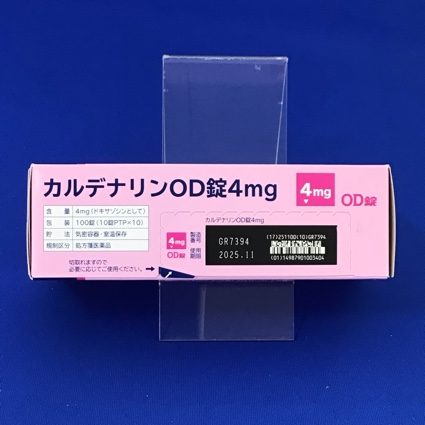 カルデナリンOD錠4mg
4mg
OD錠
含 量 4mg(ドキサゾシンとして)
包 装 100錠(10錠PTP×10)
貯 法 気密容器・室温保存
規制区分 処方箋医薬品
切取れますので
必要に応じてご使用ください。
カルデナリンOD錠4mg
4mg
OD錠
製造番号 GR7394
使用期限 2025.11
(17)251100(10)GR7394
(01)14987901003404